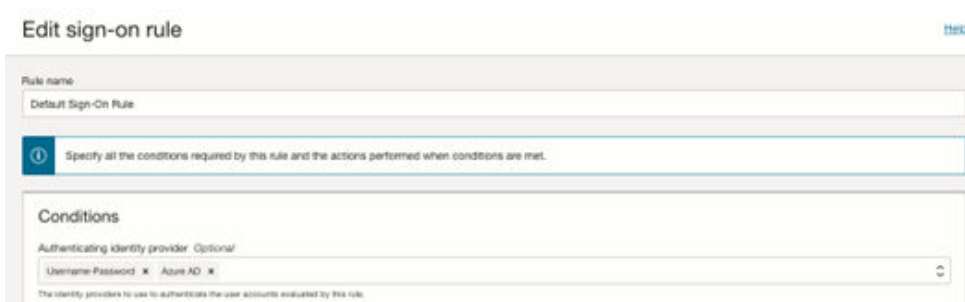 Edit sign-on rule
Help
Rule name
Default Sign-On Rule
Specify all the conditions required by this rule and the actions performed when conditions are met.
Conditions
Authenticating identity provider Optional
Username-Password × Azure AD ×
The identity providers to use to authenticate the user accounts evaluated by this rule.